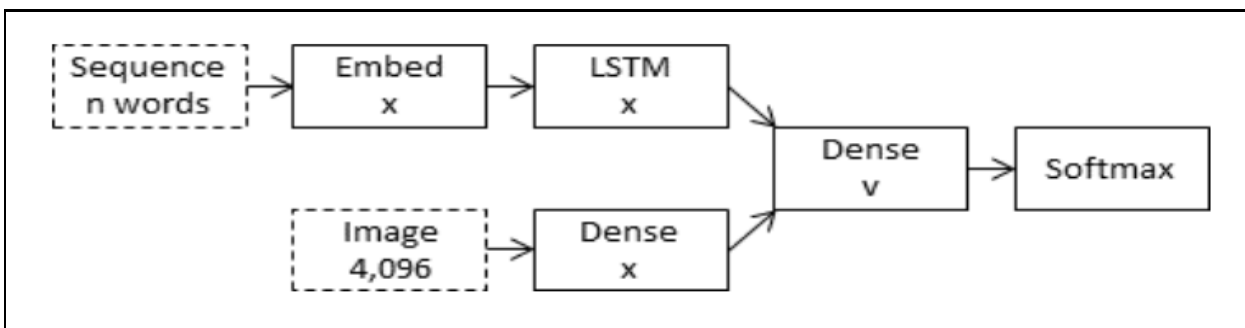 Sequence
n words
Embed
x
LSTM
x
Dense
v
Softmax
Image
4,096
Dense
x